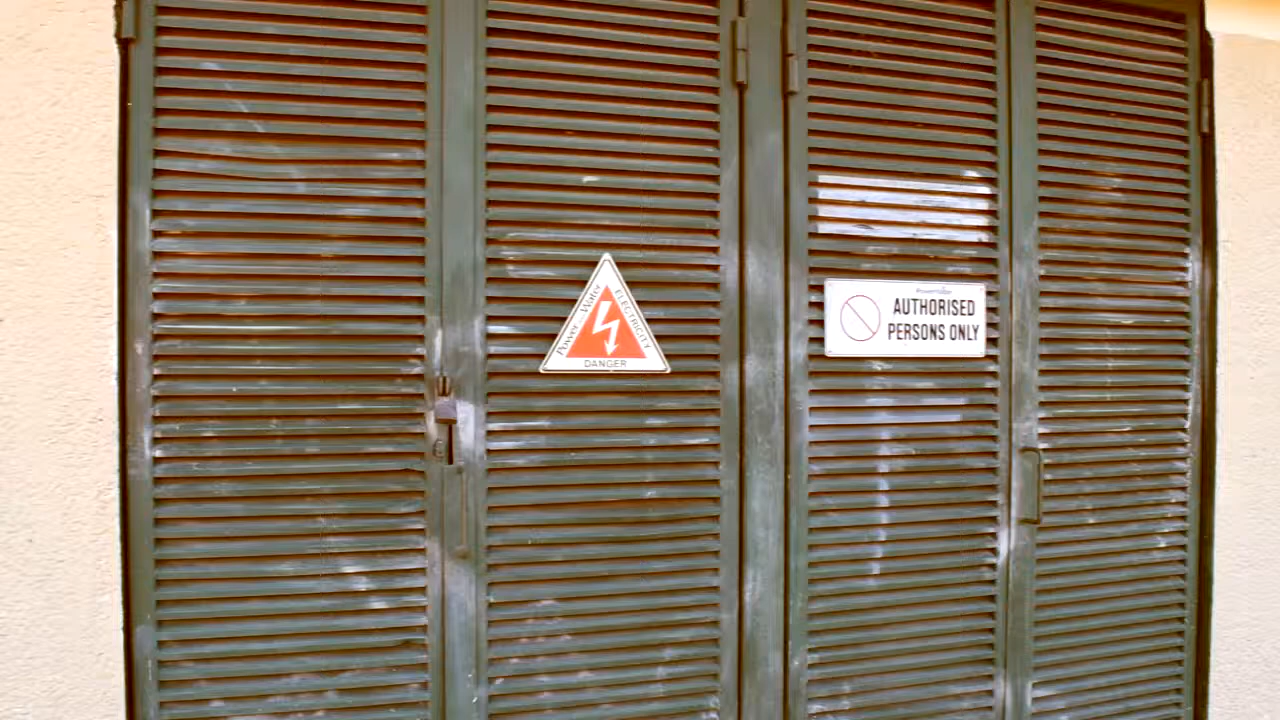 Power Water
ELECTRICITY
DANGER
AUTHORISED
PERSONS ONLY